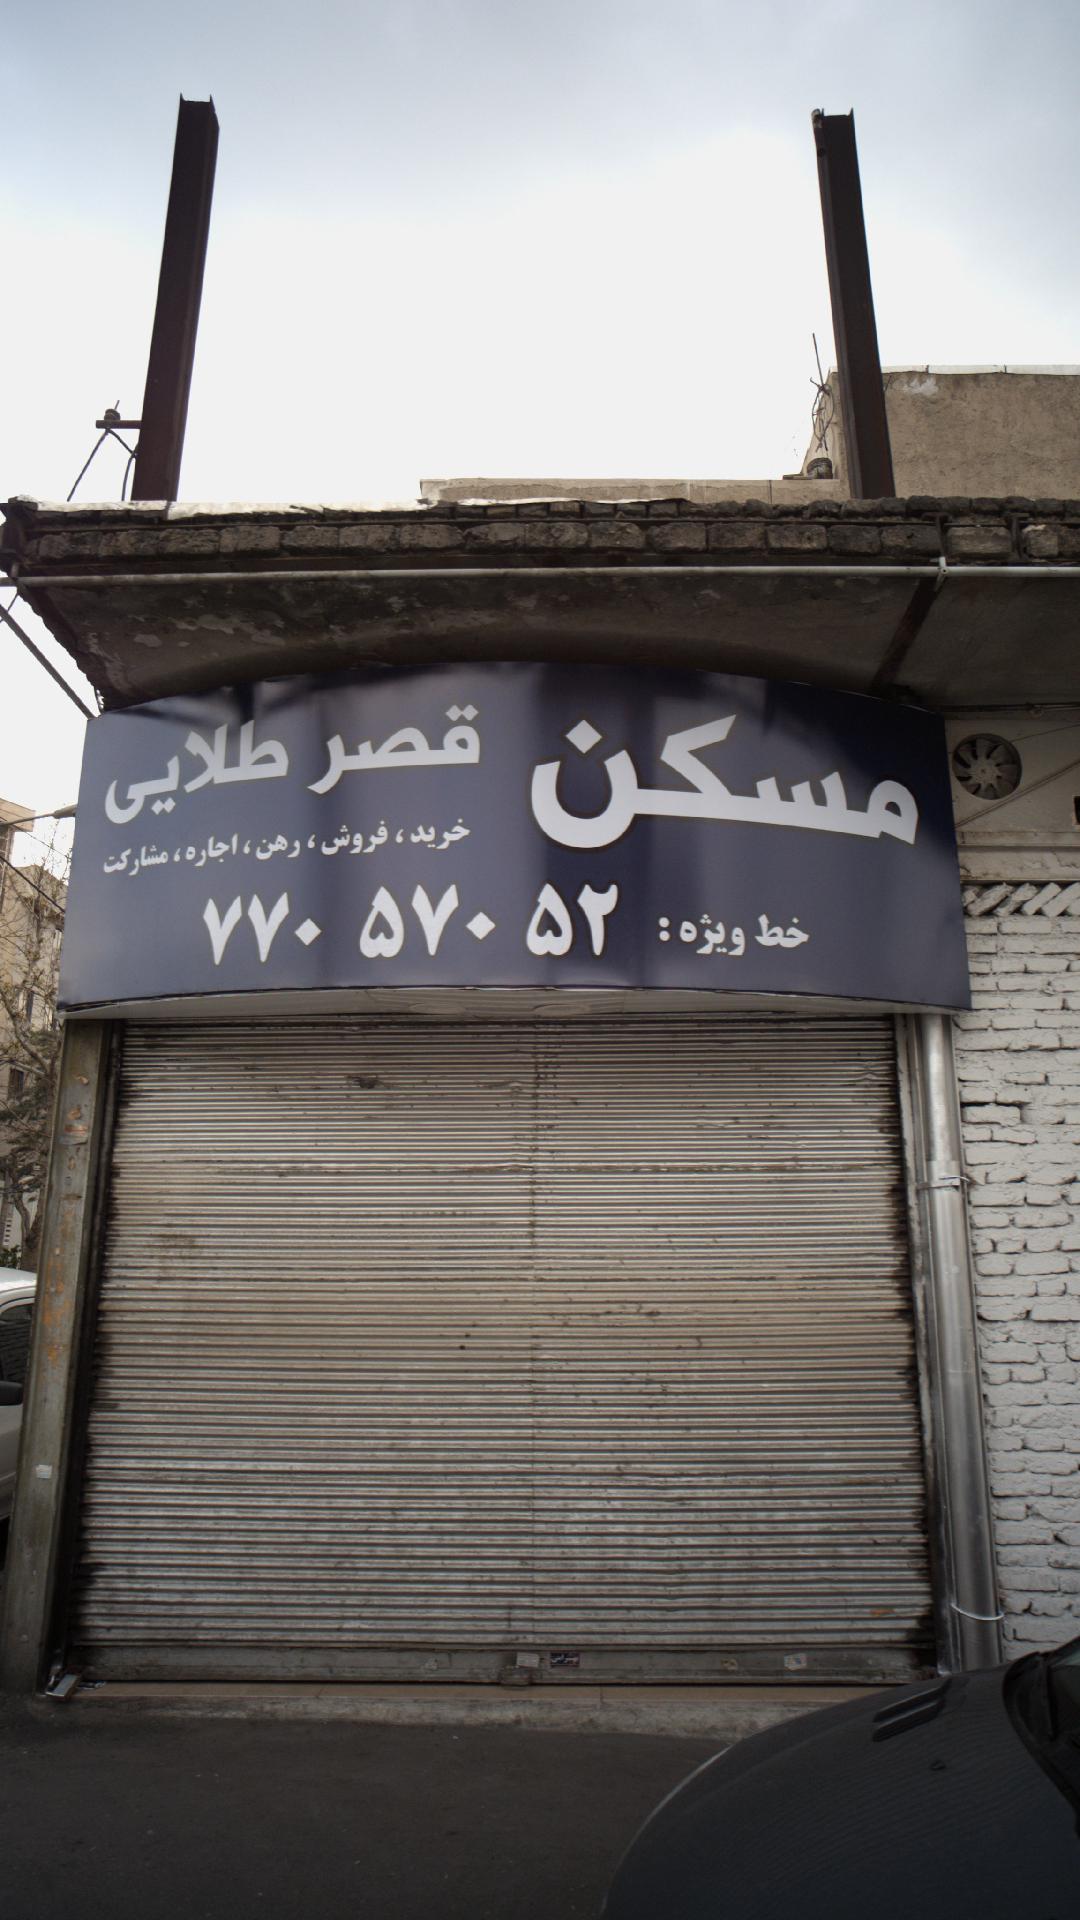 مسکن قصر طلایی
خرید ، فروش ، رهن ، اجاره ، مشارکت
خط ویژه : ۷۷۰ ۵۷۰ ۵۲